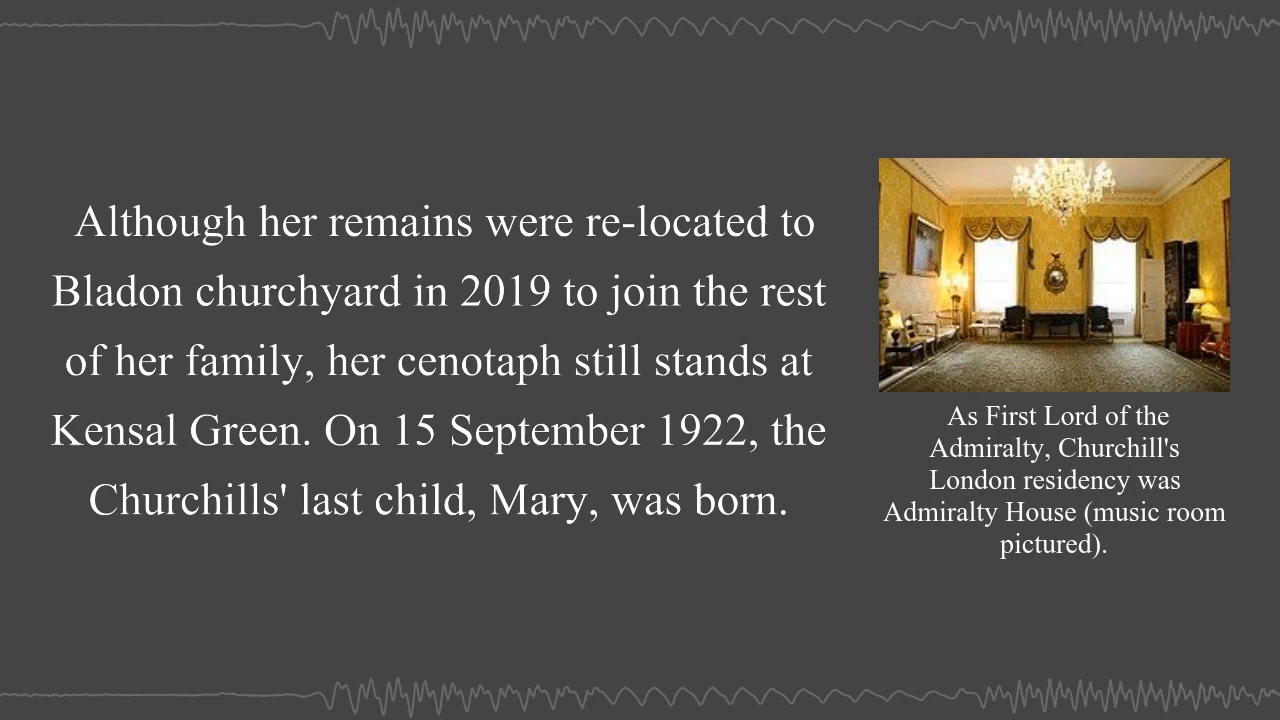 Although her remains were re-located to
Bladon churchyard in 2019 to join the rest
of her family, her cenotaph still stands at
Kensal Green. On 15 September 1922, the
Churchills' last child, Mary, was born.
As First Lord of the
Admiralty, Churchill's
London residency was
Admiralty House (music room
pictured).